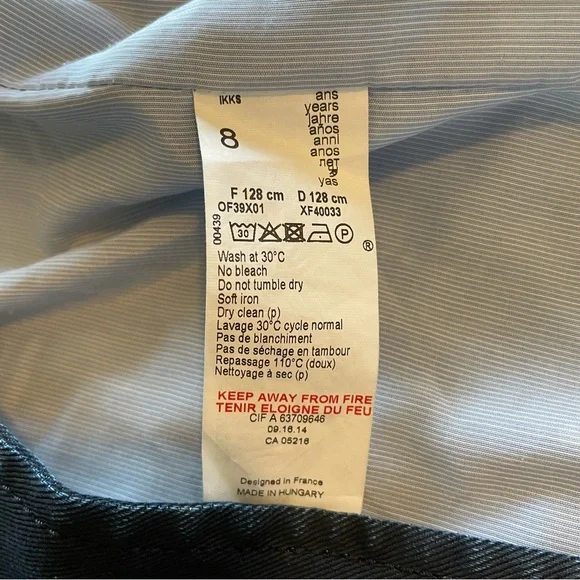 IKKS
8
ans
years
jahre
años
anni
anos
лет
yas
F 128 cm D 128 cm
OF39X01 XF40033
00439
30 P ®
Wash at 30°C
No bleach
Do not tumble dry
Soft iron
Dry clean (p)
Lavage 30°C cycle normal
Pas de blanchiment
Pas de séchage en tambour
Repassage 110°C (doux)
Nettoyage à sec (p)
KEEP AWAY FROM FIRE
TENIR ELOIGNE DU FEU
CIF A 63709646
09.16.14
CA 05216
Designed in France
MADE IN HUNGARY